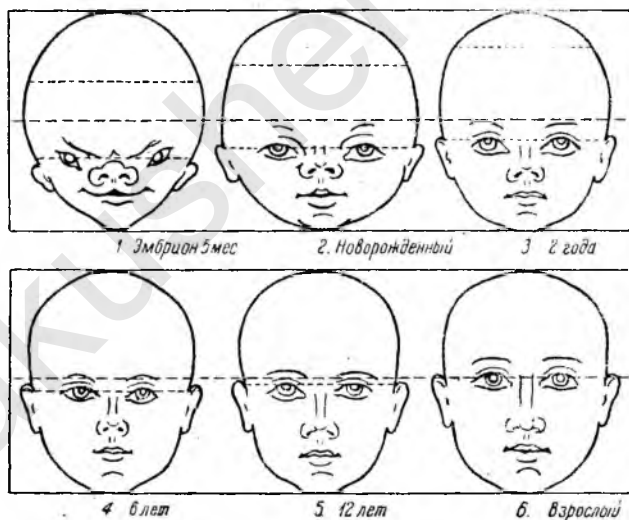 1 Эмбрион 5 мес
2. Новорожденный
3 2 года
4 6 лет
5. 12 лет
6. Взрослый